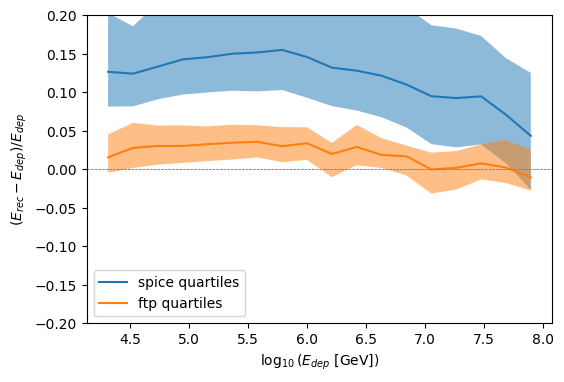 0.20
0.15
0.10
0.05
0.00
−0.05
−0.10
−0.15
−0.20
(E_rec − E_dep)/E_dep
spice quartiles
ftp quartiles
4.5 5.0 5.5 6.0 6.5 7.0 7.5 8.0
log₁₀(E_dep [GeV])